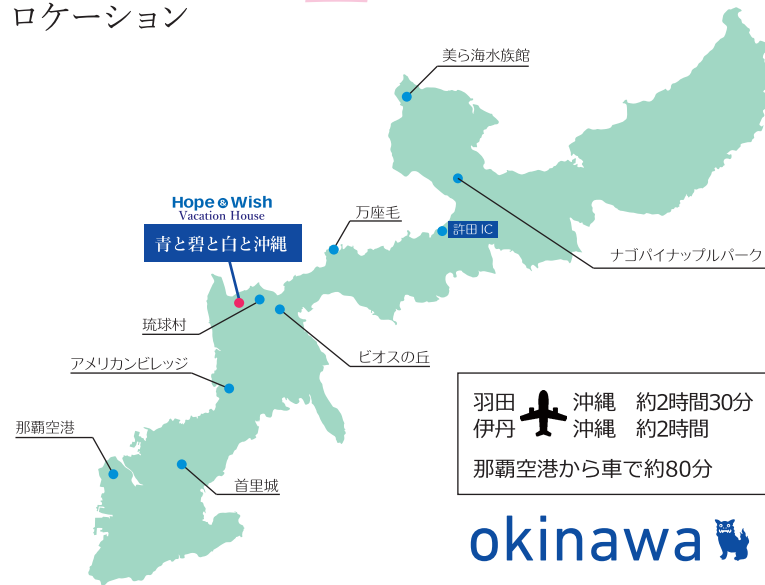 ロケーション
美ら海水族館
Hope & Wish
Vacation House
青と碧と白と沖縄
万座毛
許田 IC
ナゴパイナップルパーク
琉球村
ビオスの丘
アメリカンビレッジ
那覇空港
首里城
羽田 沖縄 約2時間30分
伊丹 沖縄 約2時間
那覇空港から車で約80分
okinawa